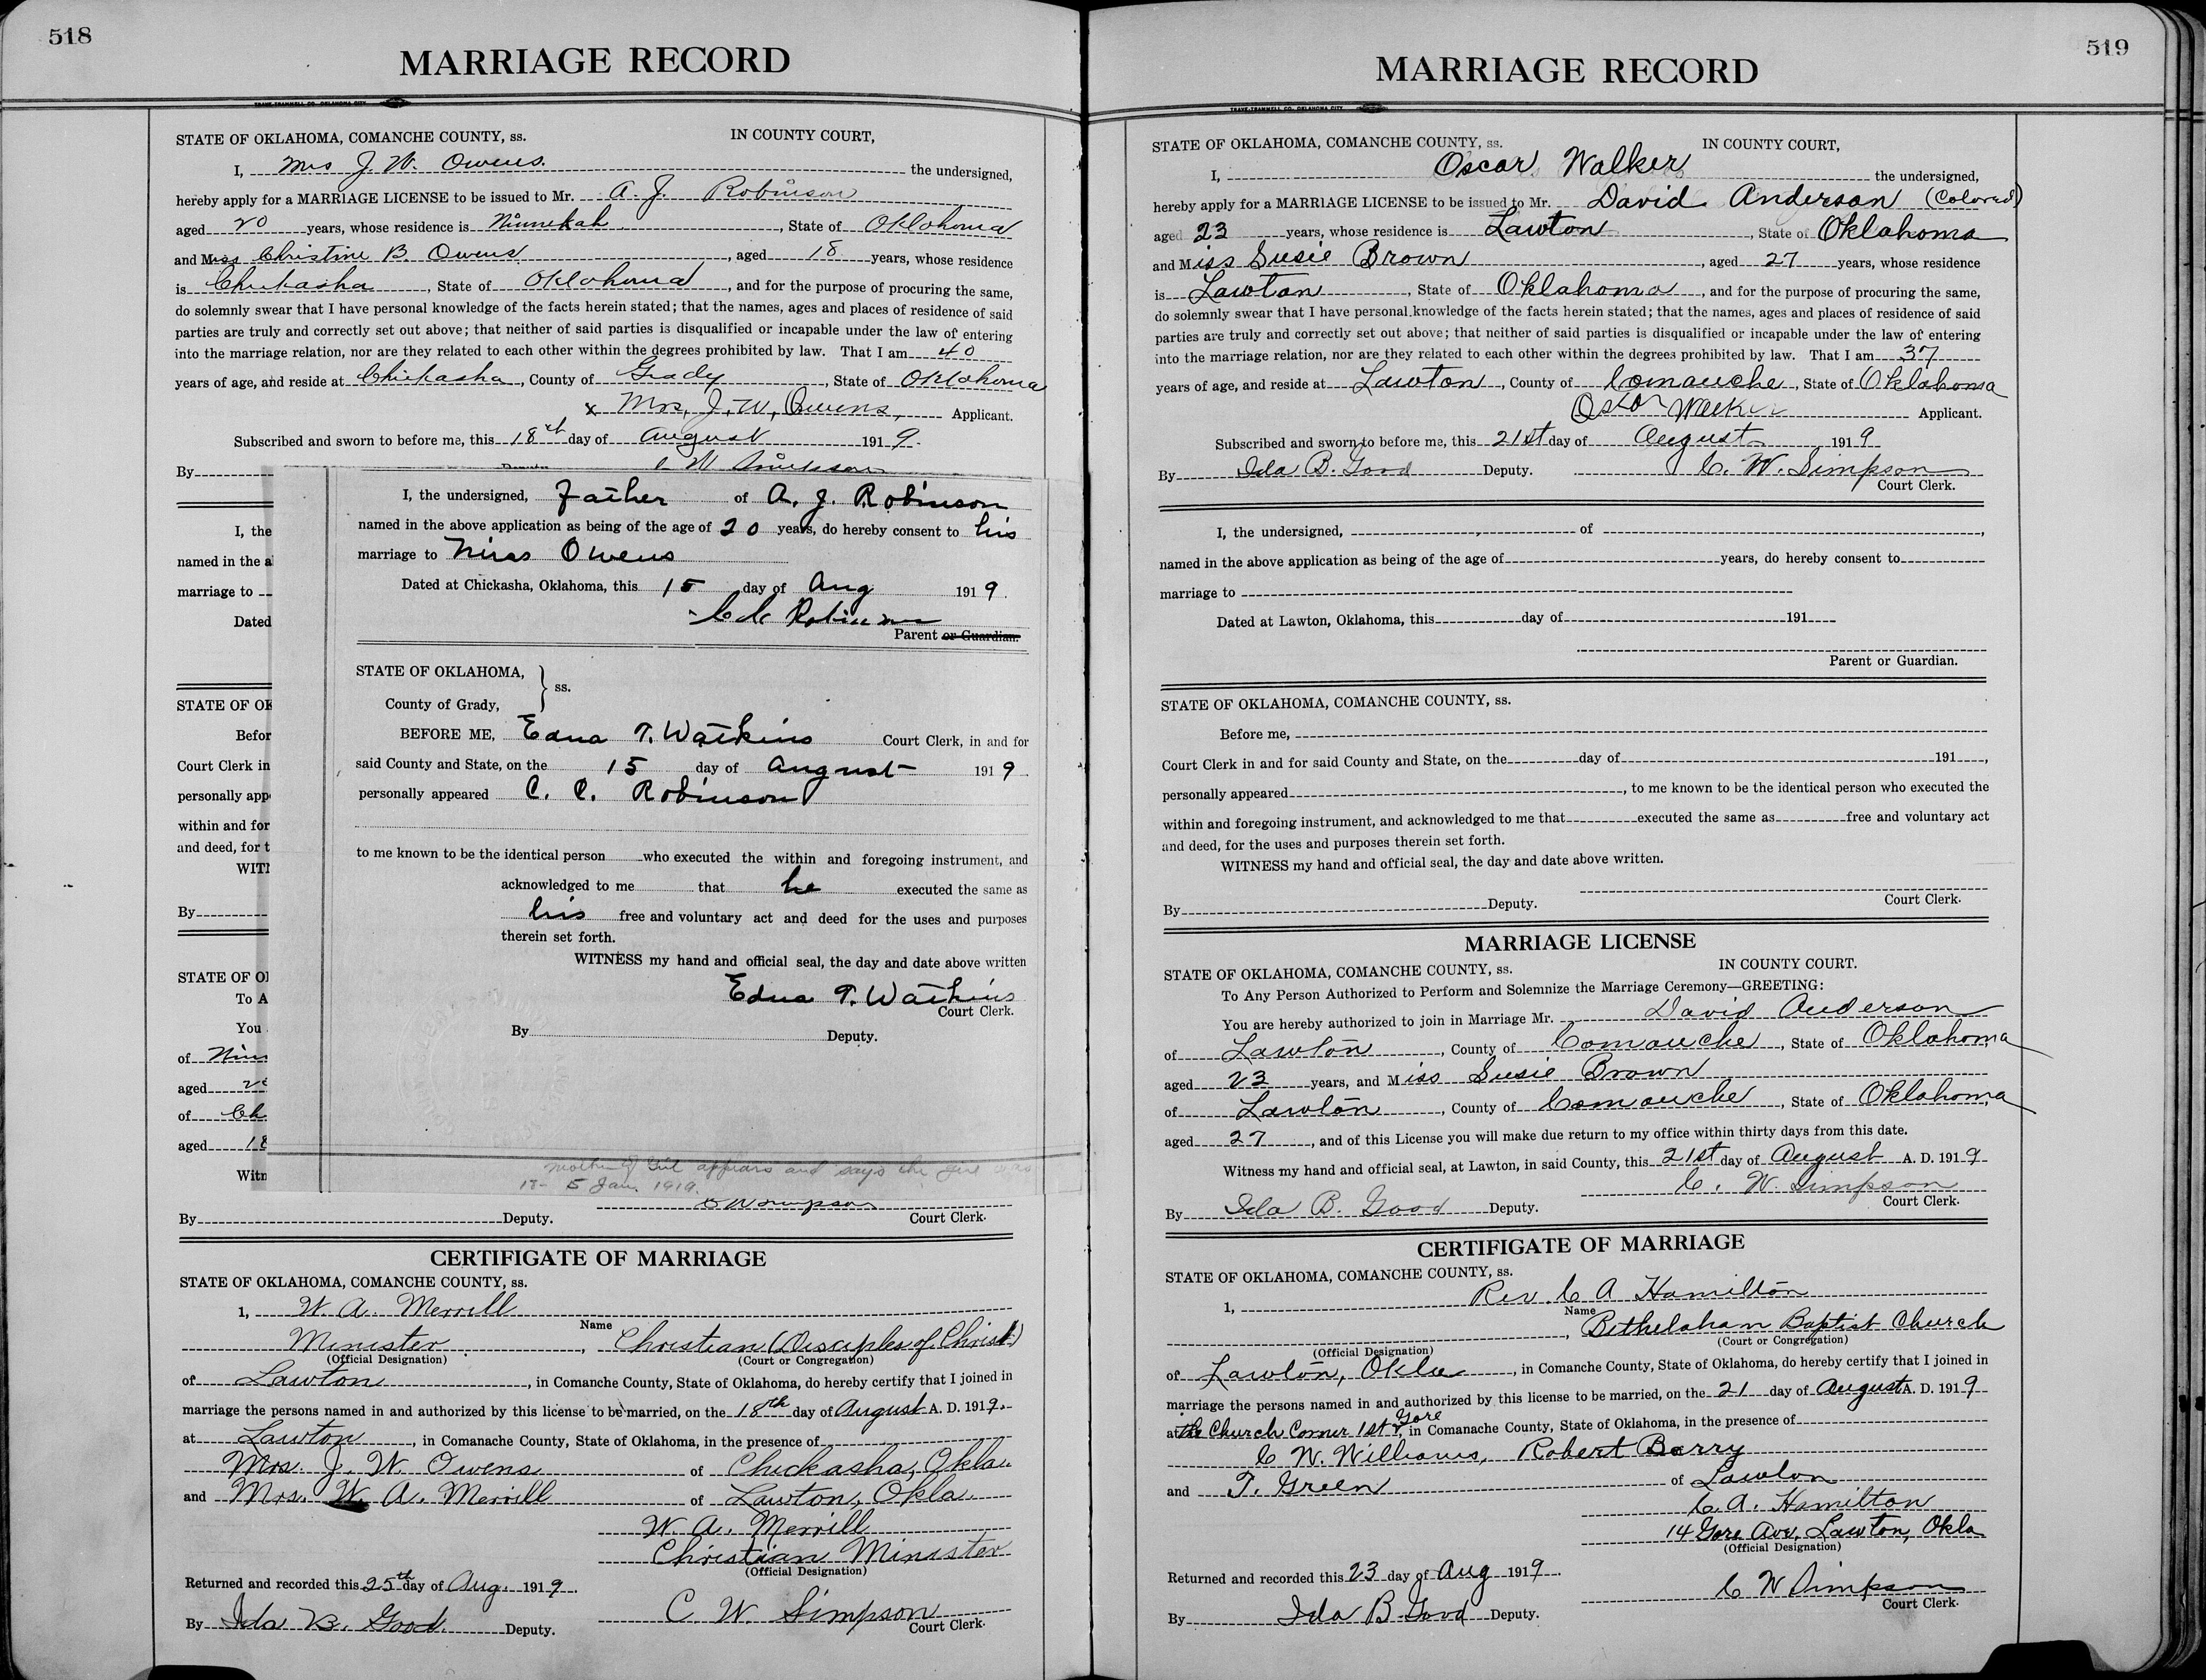 518
MARRIAGE RECORD
TRAVE-TRAMMELL CO. OKLAHOMA CITY
STATE OF OKLAHOMA, COMANCHE COUNTY, ss. IN COUNTY COURT,
I, Mrs J. W. Owens. the undersigned,
hereby apply for a MARRIAGE LICENSE to be issued to Mr. A. J. Robinson
aged 20 years, whose residence is Ninnekah, State of Oklahoma
and Miss Christine B. Owens, aged 18 years, whose residence
is Chickasha, State of Oklahoma, and for the purpose of procuring the same,
do solemnly swear that I have personal knowledge of the facts herein stated; that the names, ages and places of residence of said
parties are truly and correctly set out above; that neither of said parties is disqualified or incapable under the law of entering
into the marriage relation, nor are they related to each other within the degrees prohibited by law. That I am 40
years of age, and reside at Chickasha, County of Grady, State of Oklahoma
x Mrs. J. W. Owens, Applicant.
Subscribed and sworn to before me, this 18th day of August 1919.
By Deputy
I, the
named in the a
marriage to
Dated
STATE OF OK
Befor
Court Clerk in
personally app
within and for
and deed, for t
WITI
By
STATE OF O
To A
You
of Ninn
aged 20
of Ch
aged 18
Witn
I, the undersigned, Father of A. J. Robinson
named in the above application as being of the age of 20 years, do hereby consent to his
marriage to Miss Owens
Dated at Chickasha, Oklahoma, this 15 day of Aug 1919.
C C Robinson
Parent or Guardian.
STATE OF OKLAHOMA,
County of Grady, } ss.
BEFORE ME, Edna T. Watkins Court Clerk, in and for
said County and State, on the 15 day of August 1919
personally appeared C. C. Robinson
to me known to be the identical person who executed the within and foregoing instrument, and
acknowledged to me that he executed the same as
his free and voluntary act and deed for the uses and purposes
therein set forth.
WITNESS my hand and official seal, the day and date above written
Edna T. Watkins
Court Clerk.
By Deputy.
Mother of Girl appears and says the girl was
17- 5 Jan. 1919.
C W Simpson
By Deputy. Court Clerk.
CERTIFIGATE OF MARRIAGE
STATE OF OKLAHOMA, COMANCHE COUNTY, ss.
1, W. A. Merrill
Name
Minister, Christian (Disciples of Christ)
(Official Designation) (Court or Congregation)
of Lawton, in Comanche County, State of Oklahoma, do hereby certify that I joined in
marriage the persons named in and authorized by this license to be married, on the 18th day of August A. D. 1919.
at Lawton, in Comanache County, State of Oklahoma, in the presence of
Mrs. J. W. Owens of Chickasha, Okla.
and Mrs. W. A. Merrill of Lawton, Okla.
W. A. Merrill
Christian Minister
(Official Designation)
Returned and recorded this 25th day of Aug. 1919.
C. W. Simpson
By Ida B. Good Deputy. Court Clerk.
519
MARRIAGE RECORD
TRAVE-TRAMMELL CO. OKLAHOMA CITY
STATE OF OKLAHOMA, COMANCHE COUNTY, ss. IN COUNTY COURT,
I, Oscar Walker the undersigned,
hereby apply for a MARRIAGE LICENSE to be issued to Mr. David Anderson (Colored)
aged 23 years, whose residence is Lawton, State of Oklahoma
and Miss Susie Brown, aged 27 years, whose residence
is Lawton, State of Oklahoma, and for the purpose of procuring the same,
do solemnly swear that I have personal knowledge of the facts herein stated; that the names, ages and places of residence of said
parties are truly and correctly set out above; that neither of said parties is disqualified or incapable under the law of entering
into the marriage relation, nor are they related to each other within the degrees prohibited by law. That I am 37
years of age, and reside at Lawton, County of Comanche, State of Oklahoma
Oscar Walker Applicant.
Subscribed and sworn to before me, this 21st day of August 1919
By Ida B. Good Deputy. C. W. Simpson
Court Clerk.
I, the undersigned, of ,
named in the above application as being of the age of years, do hereby consent to
marriage to
Dated at Lawton, Oklahoma, this day of 191
Parent or Guardian.
STATE OF OKLAHOMA, COMANCHE COUNTY, ss.
Before me,
Court Clerk in and for said County and State, on the day of 191 ,
personally appeared , to me known to be the identical person who executed the
within and foregoing instrument, and acknowledged to me that executed the same as free and voluntary act
and deed, for the uses and purposes therein set forth.
WITNESS my hand and official seal, the day and date above written.
By Deputy. Court Clerk.
MARRIAGE LICENSE
STATE OF OKLAHOMA, COMANCHE COUNTY, ss. IN COUNTY COURT.
To Any Person Authorized to Perform and Solemnize the Marriage Ceremony—GREETING:
You are hereby authorized to join in Marriage Mr. David Anderson
of Lawton, County of Comanche, State of Oklahoma
aged 23 years, and Miss Susie Brown
of Lawton, County of Comanche, State of Oklahoma
aged 27, and of this License you will make due return to my office within thirty days from this date.
Witness my hand and official seal, at Lawton, in said County, this 21st day of August A. D. 1919
C. W. Simpson
By Ida B. Good Deputy. Court Clerk.
CERTIFIGATE OF MARRIAGE
STATE OF OKLAHOMA, COMANCHE COUNTY, ss.
1, Rev. C A Hamilton
Name
, Bethelaham Baptist Church
(Official Designation) (Court or Congregation)
of Lawton, Okla, in Comanche County, State of Oklahoma, do hereby certify that I joined in
marriage the persons named in and authorized by this license to be married, on the 21 day of August A. D. 1919
at the Church Corner 1st & Gore, in Comanache County, State of Oklahoma, in the presence of
C W. Williams, Robert Berry
and T. Green of Lawton
C. A. Hamilton
14 Gore Ave. Lawton, Okla
(Official Designation)
Returned and recorded this 23 day of Aug 1919.
C W Simpson
By Ida B Good Deputy. Court Clerk.